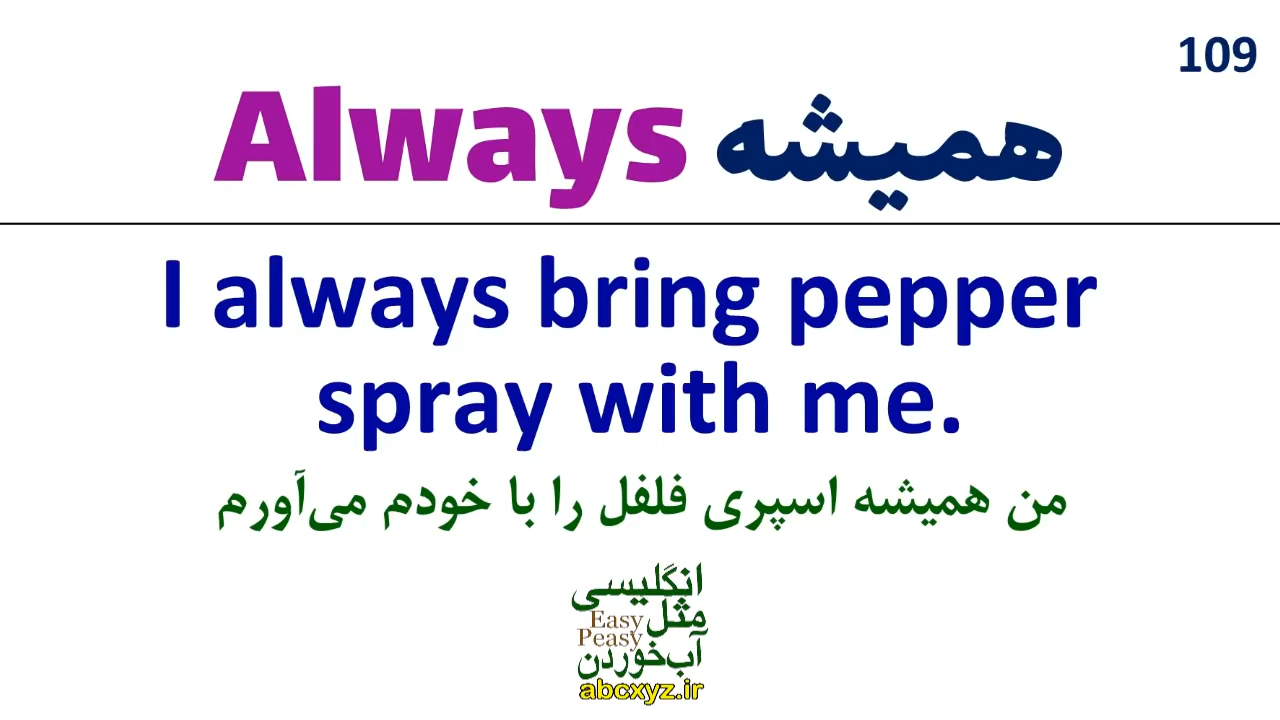 109
Always همیشه
I always bring pepper
spray with me.
من همیشه اسپری فلفل را با خودم می‌آورم
انگلیسی
مثل Easy
Peasy
آب‌خوردن
abcxyz.ir